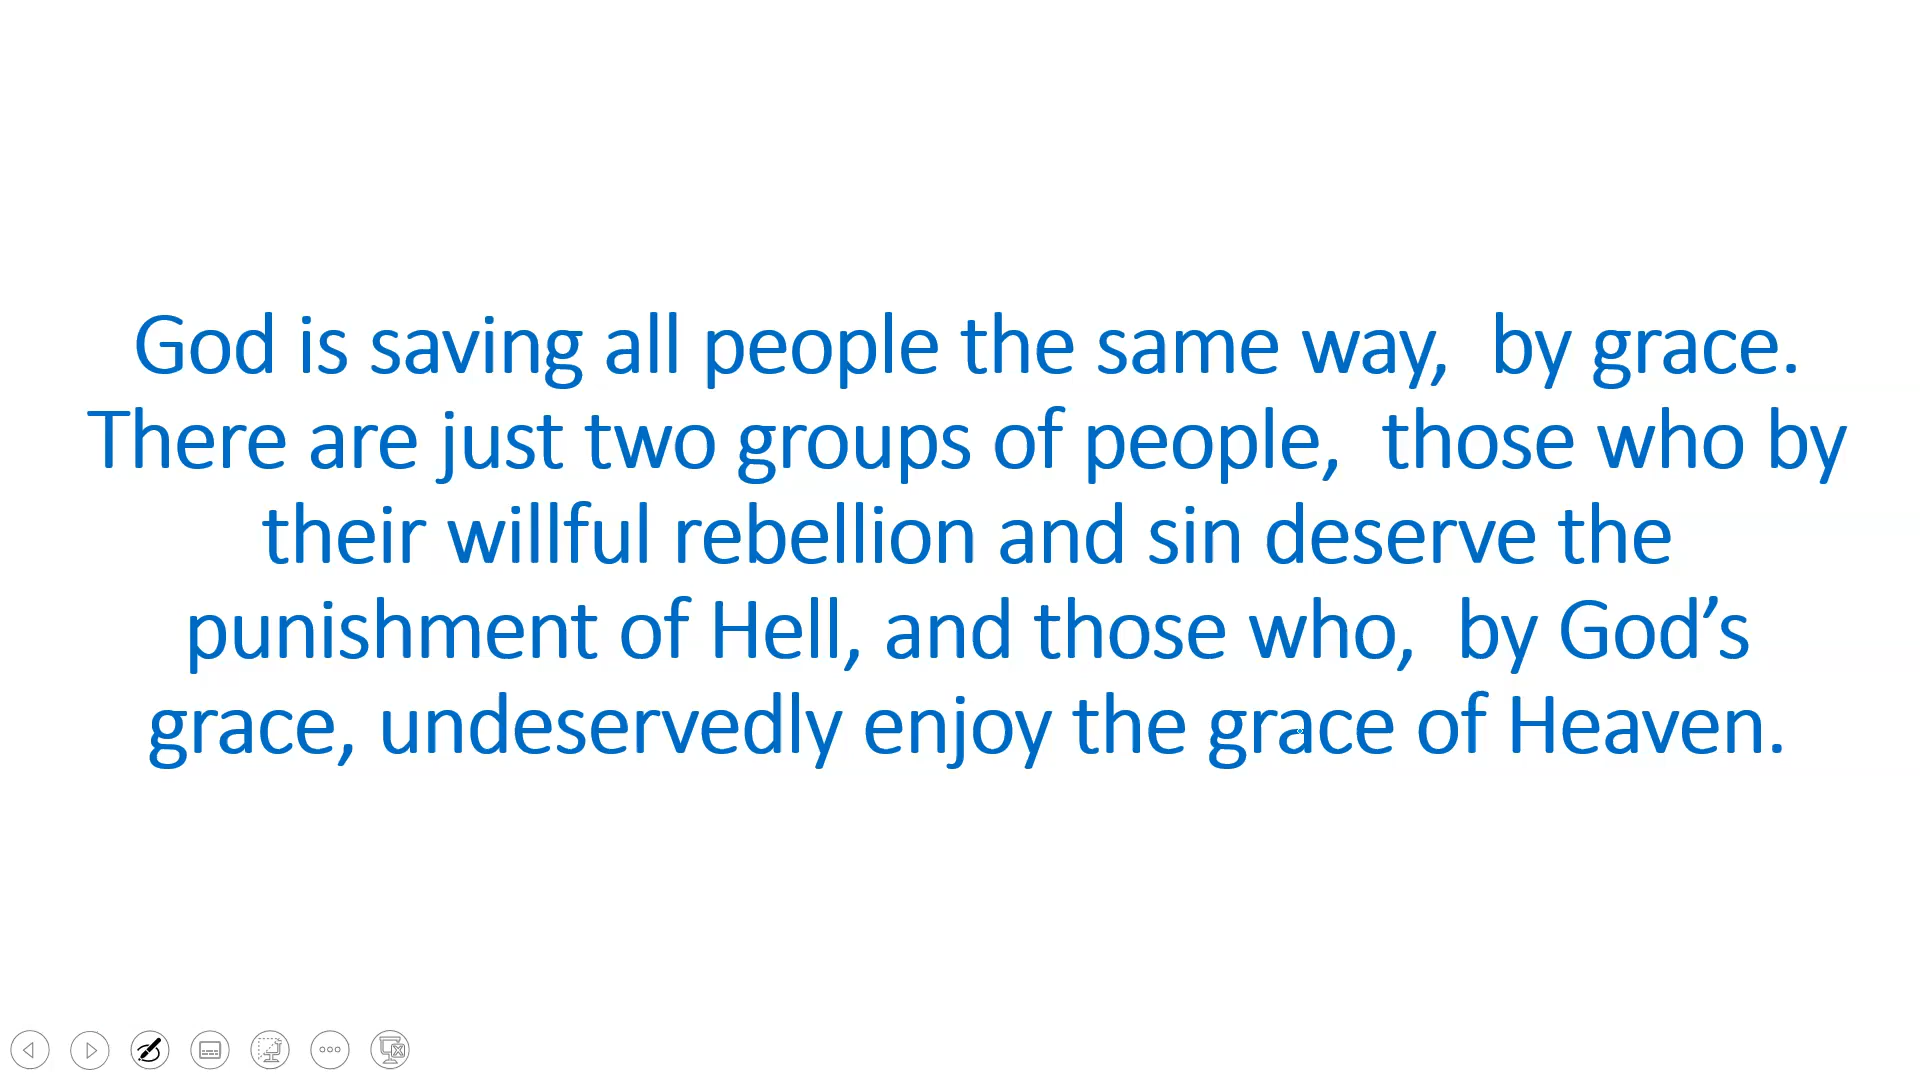 God is saving all people the same way,  by grace.
There are just two groups of people,  those who by
their willful rebellion and sin deserve the
punishment of Hell, and those who,  by God’s
grace, undeservedly enjoy the grace of Heaven.